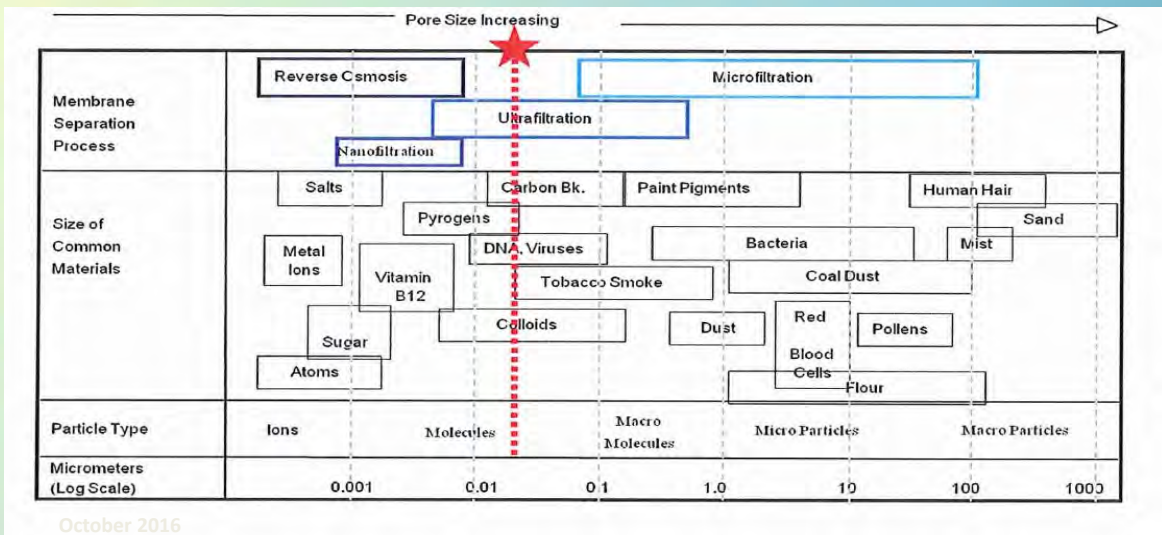 Pore Size Increasing
Membrane
Separation
Process
Reverse Osmosis
Microfiltration
Ultrafiltration
Nanofiltration
Size of
Common
Materials
Salts
Carbon Bk.
Paint Pigments
Human Hair
Pyrogens
Sand
Metal
Ions
DNA, Viruses
Bacteria
Mist
Vitamin
B12
Tobacco Smoke
Coal Dust
Sugar
Colloids
Dust
Red
Blood
Cells
Pollens
Atoms
Flour
Particle Type
Ions
Molecules
Macro
Molecules
Micro Particles
Macro Particles
Micrometers
(Log Scale)
0.001
0.01
0.1
1.0
10
100
1000
October 2016